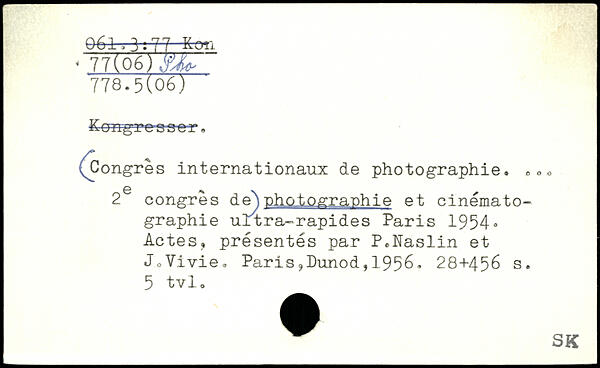 061.3:77 Kon
77(06) Pho
778.5(06)
Kongresser.
(Congrès internationaux de photographie. ...
2e congrès de) photographie et cinémato-
graphie ultra-rapides Paris 1954.
Actes, présentés par P.Naslin et
J.Vivie. Paris,Dunod,1956. 28+456 s.
5 tvl.
SK